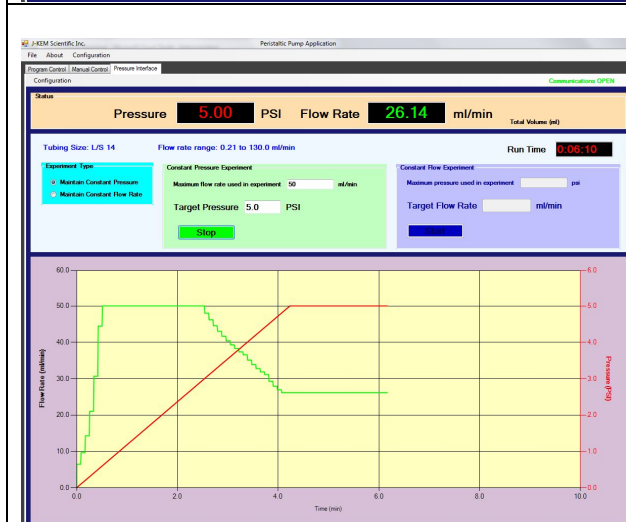 J-KEM Scientific Inc. Peristaltic Pump Application
File About Configuration
Program Control Manual Control Pressure Interface
Configuration Communications OPEN
Status
Pressure 5.00 PSI Flow Rate 26.14 ml/min Total Volume (ml)
Tubing Size: L/S 14 Flow rate range: 0.21 to 130.0 ml/min Run Time 0:06:10
Experiment Type
Maintain Constant Pressure
Maintain Constant Flow Rate
Constant Pressure Experiment
Maximum flow rate used in experiment 50 ml/min
Target Pressure 5.0 PSI
Stop
Constant Flow Experiment
Maximum pressure used in experiment psi
Target Flow Rate ml/min
Flow Rate (ml/min)
60.0
50.0
40.0
30.0
20.0
10.0
0.0
0.0 2.0 4.0 6.0 8.0 10.0
Time (min)
6.0
5.0
4.0
3.0
2.0
1.0
0.0
Pressure (PSI)